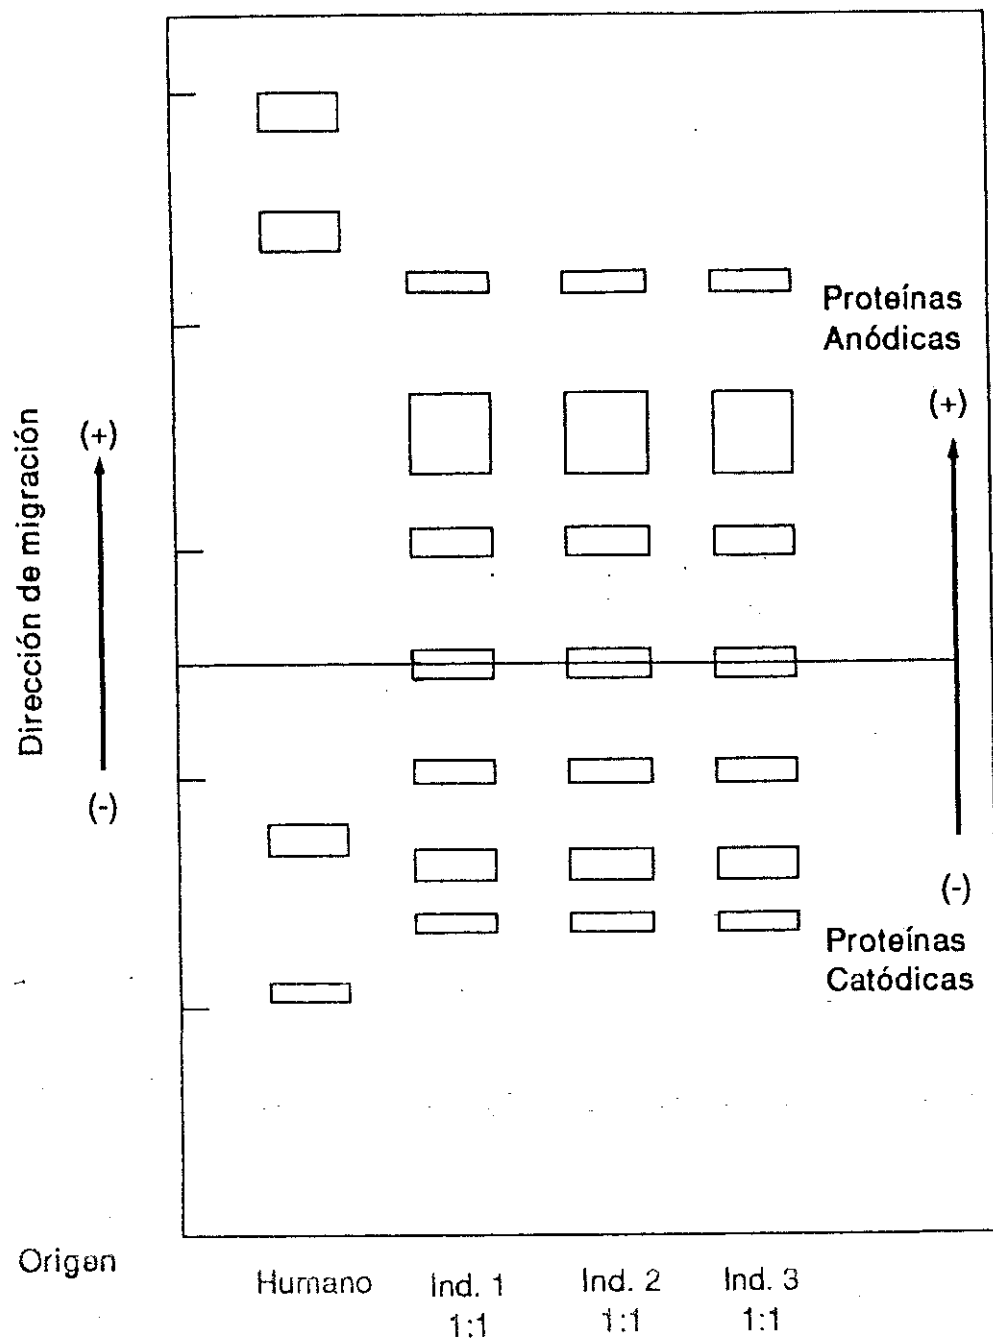 Proteínas
Anódicas
(+)
(+)
Dirección de migración
(-)
(-)
Proteínas
Catódicas
Origen
Humano
Ind. 1
1:1
Ind. 2
1:1
Ind. 3
1:1